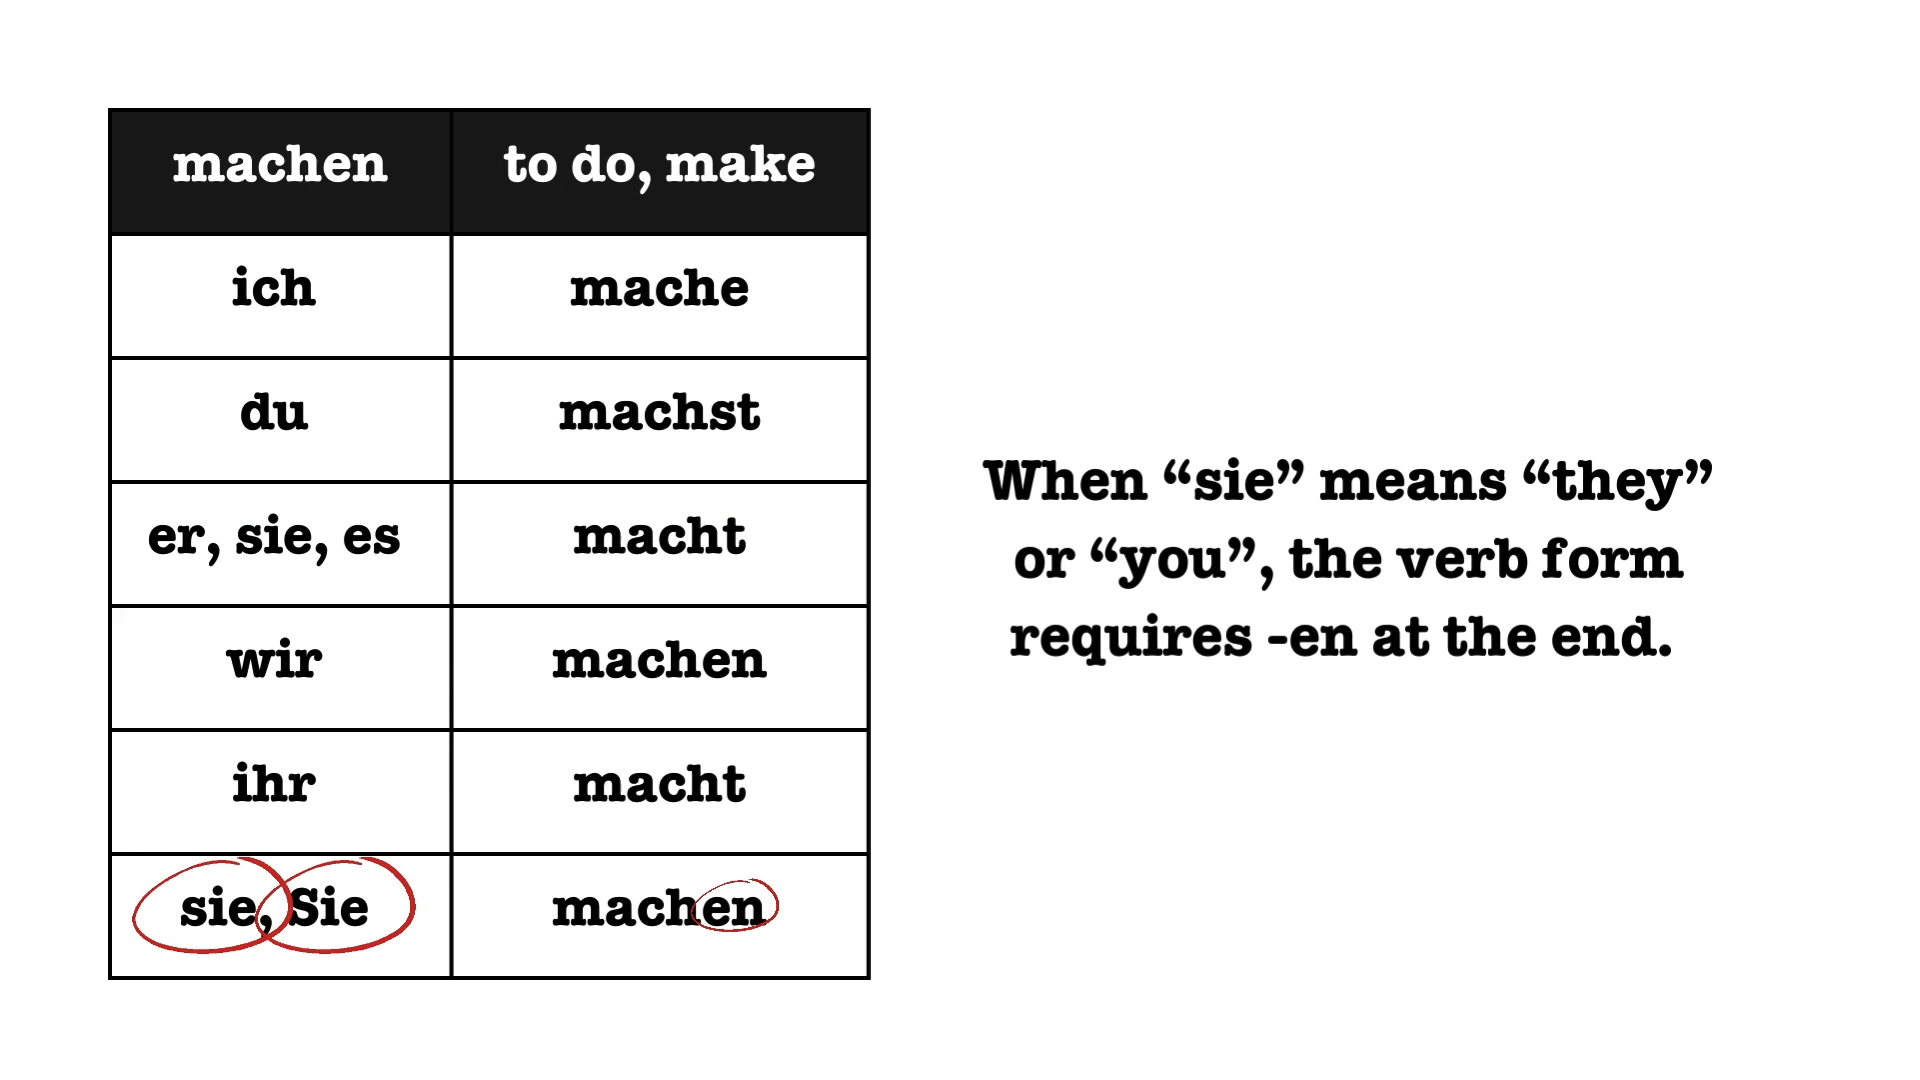 machen to do, make
ich mache
du machst
er, sie, es macht
wir machen
ihr macht
sie, Sie machen
When “sie” means “they”
or “you”, the verb form
requires -en at the end.